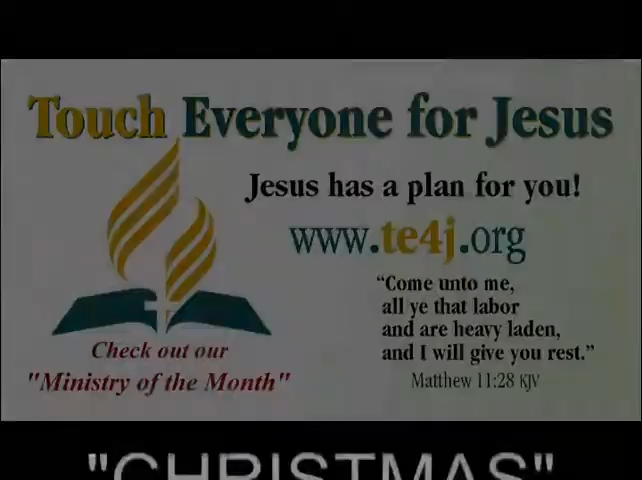 Touch Everyone for Jesus
Jesus has a plan for you!
www.te4j.org
“Come unto me,
all ye that labor
and are heavy laden,
and I will give you rest.”
Matthew 11:28 KJV
Check out our
"Ministry of the Month"
"CHRISTMAS"